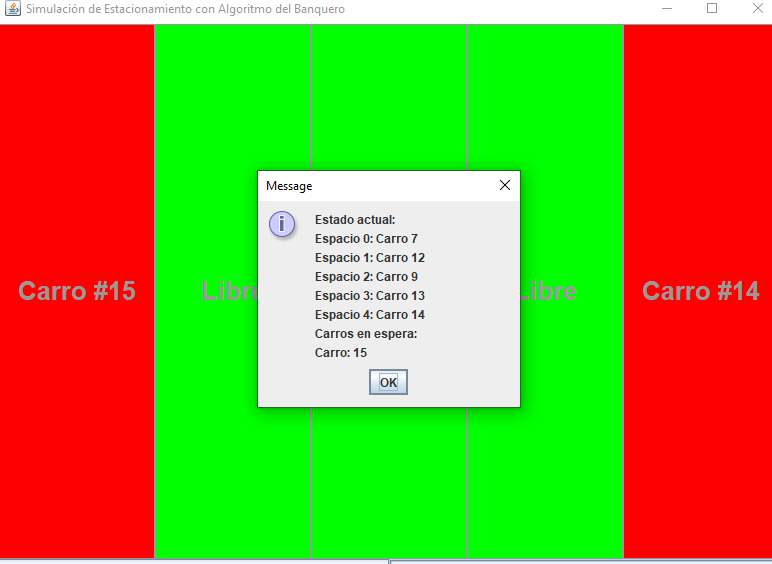 Simulación de Estacionamiento con Algoritmo del Banquero
Message
Estado actual:
Espacio 0: Carro 7
Espacio 1: Carro 12
Espacio 2: Carro 9
Espacio 3: Carro 13
Espacio 4: Carro 14
Carros en espera:
Carro: 15
OK
Carro #15
Libre
Libre
Carro #14